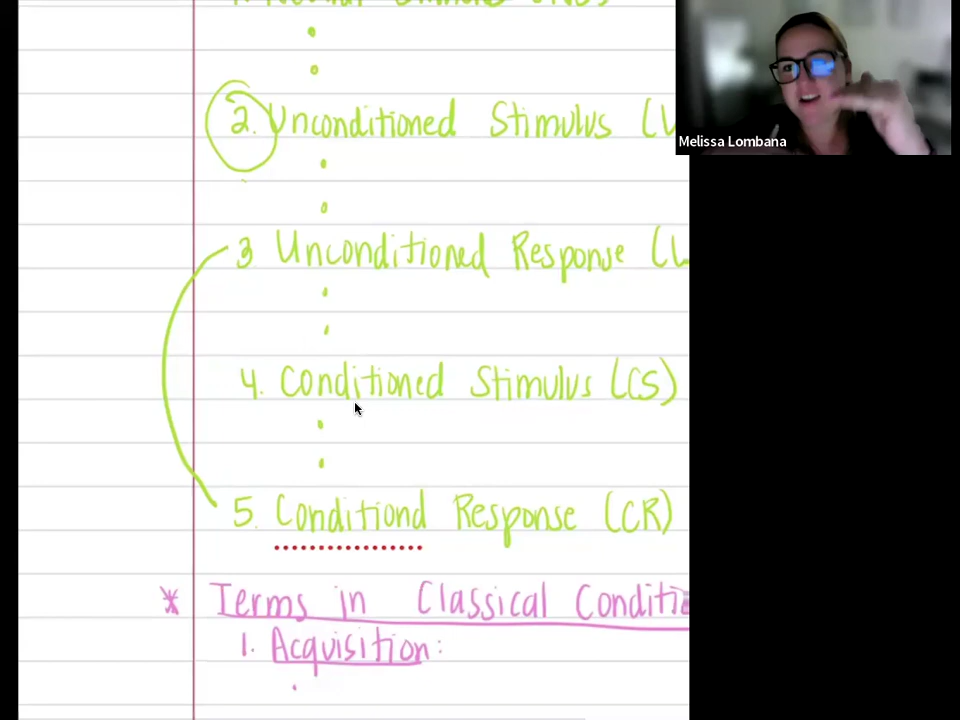 2. Unconditioned Stimulus (U
Melissa Lombana
3 Unconditioned Response (U
4. Conditioned Stimulus (CS)
5. Conditiond Response (CR)
* Terms in Classical Conditio
1. Acquisition: